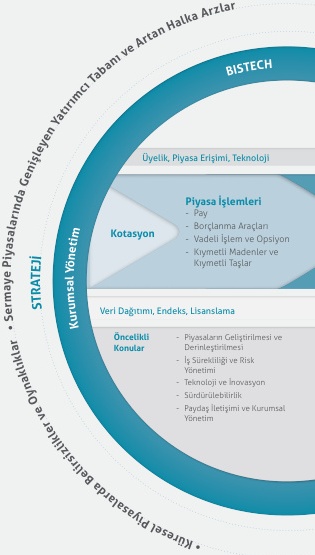 • Sermaye Piyasalarında Genişleyen Yatırımcı Tabanı ve Artan Halka Arzlar
BISTECH
Üyelik, Piyasa Erişimi, Teknoloji
Piyasa İşlemleri
- Pay
- Borçlanma Araçları
- Vadeli İşlem ve Opsiyon
- Kıymetli Madenler ve
Kıymetli Taşlar
Kotasyon
STRATEJİ
Kurumsal Yönetim
Veri Dağıtımı, Endeks, Lisanslama
Öncelikli
Konular
- Piyasaların Geliştirilmesi ve
Derinleştirilmesi
- İş Sürekliliği ve Risk
Yönetimi
- Teknoloji ve İnovasyon
- Sürdürülebilirlik
- Paydaş İletişimi ve Kurumsal
Yönetim
• Küresel Piyasalarda Belirsizlikler ve Oynaklıklar